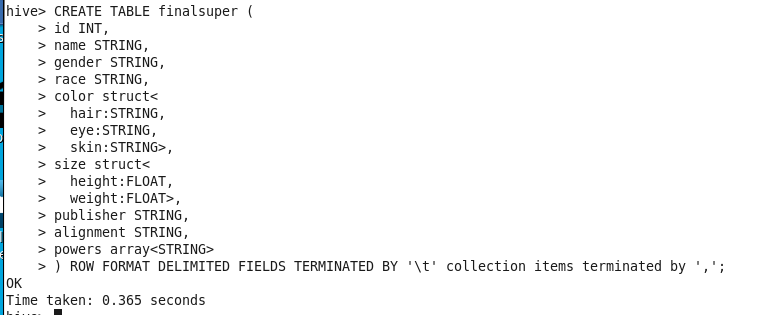 hive> CREATE TABLE finalsuper (
    > id INT,
    > name STRING,
    > gender STRING,
    > race STRING,
    > color struct<
    >   hair:STRING,
    >   eye:STRING,
    >   skin:STRING>,
    > size struct<
    >   height:FLOAT,
    >   weight:FLOAT>,
    > publisher STRING,
    > alignment STRING,
    > powers array<STRING>
    > ) ROW FORMAT DELIMITED FIELDS TERMINATED BY '\t' collection items terminated by ',';
OK
Time taken: 0.365 seconds
hive>